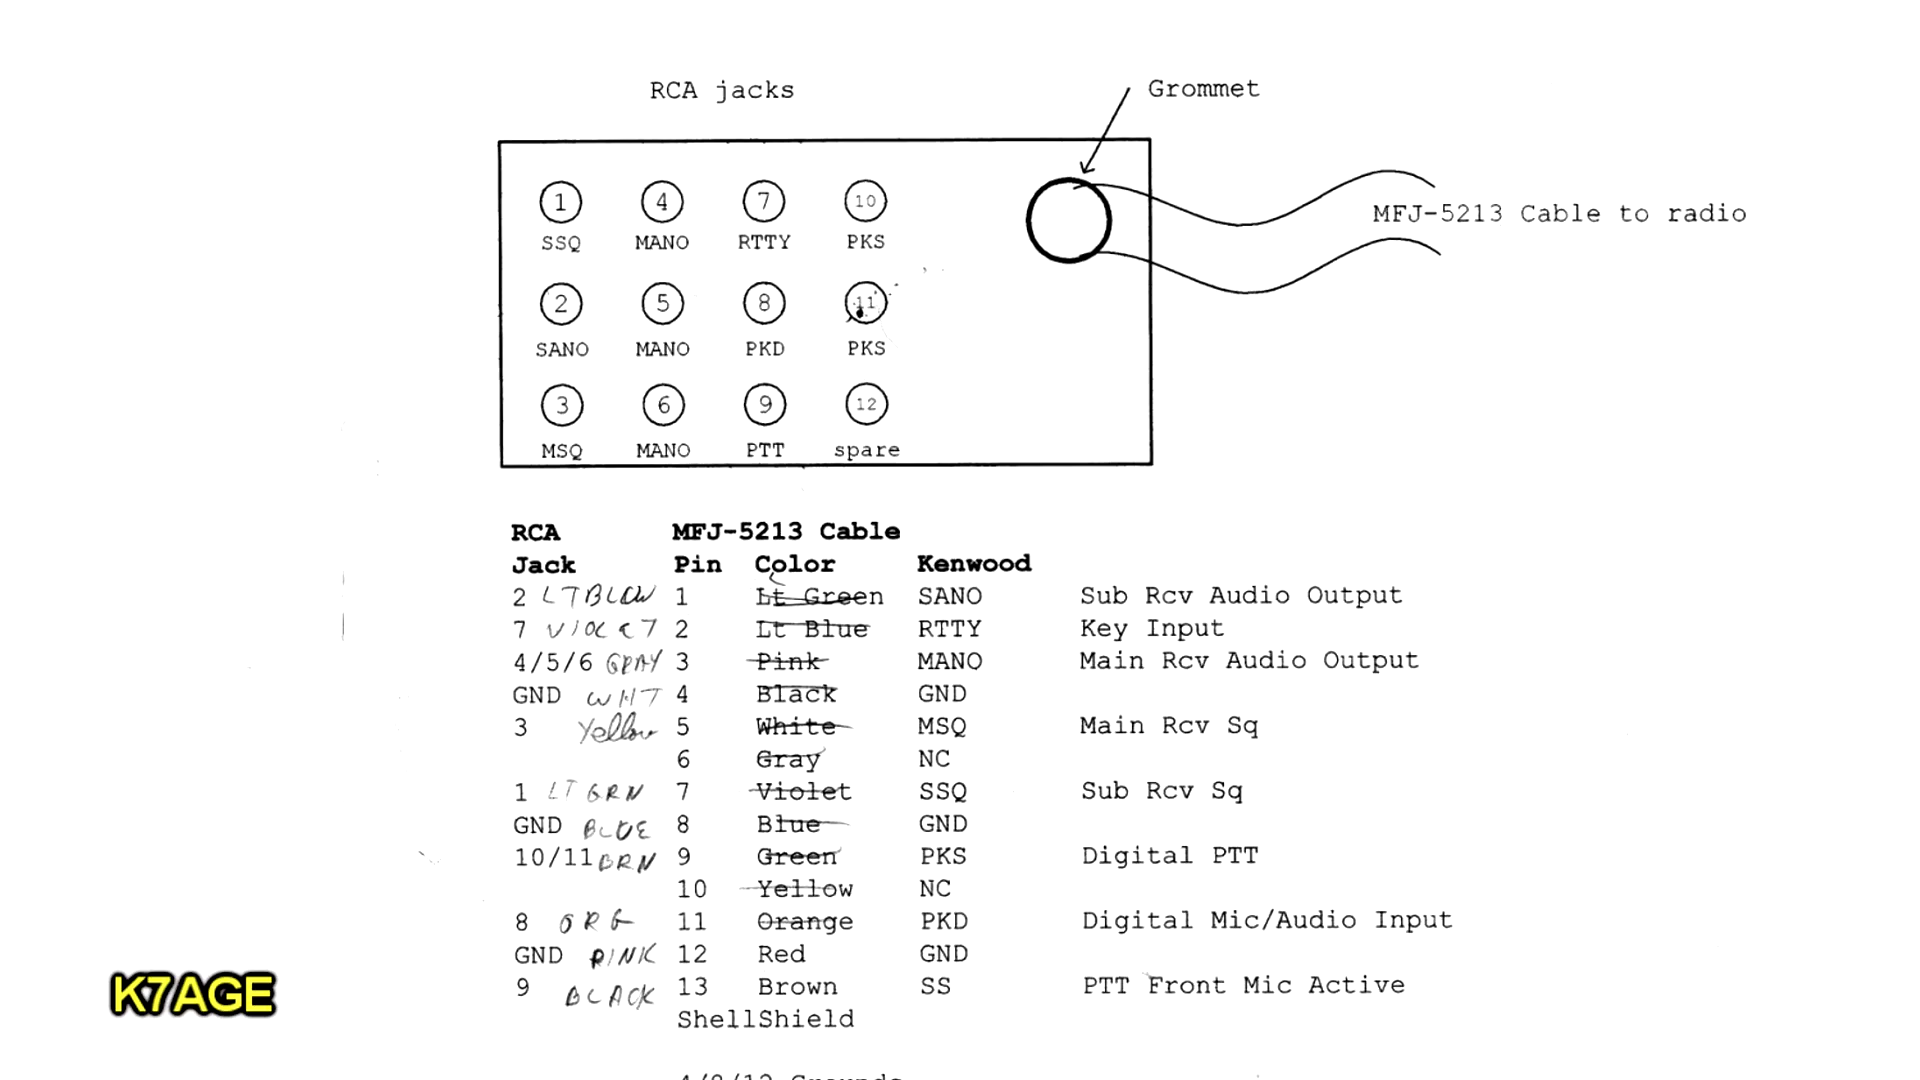 RCA jacks Grommet
1 4 7 10
SSQ MANO RTTY PKS
MFJ-5213 Cable to radio
2 5 8 11
SANO MANO PKD PKS
3 6 9 12
MSQ MANO PTT spare
RCA MFJ-5213 Cable
Jack Pin Color Kenwood
2 LT BLUE 1 Lt Green SANO Sub Rcv Audio Output
7 VIOLET 2 Lt Blue RTTY Key Input
4/5/6 GRAY 3 Pink MANO Main Rcv Audio Output
GND WHT 4 Black GND
3 Yellow 5 White MSQ Main Rcv Sq
6 Gray NC
1 LT GRN 7 Violet SSQ Sub Rcv Sq
GND BLUE 8 Blue GND
10/11 GRN 9 Green PKS Digital PTT
10 Yellow NC
8 ORG 11 Orange PKD Digital Mic/Audio Input
GND PINK 12 Red GND
9 BLACK 13 Brown SS PTT Front Mic Active
ShellShield
K7AGE